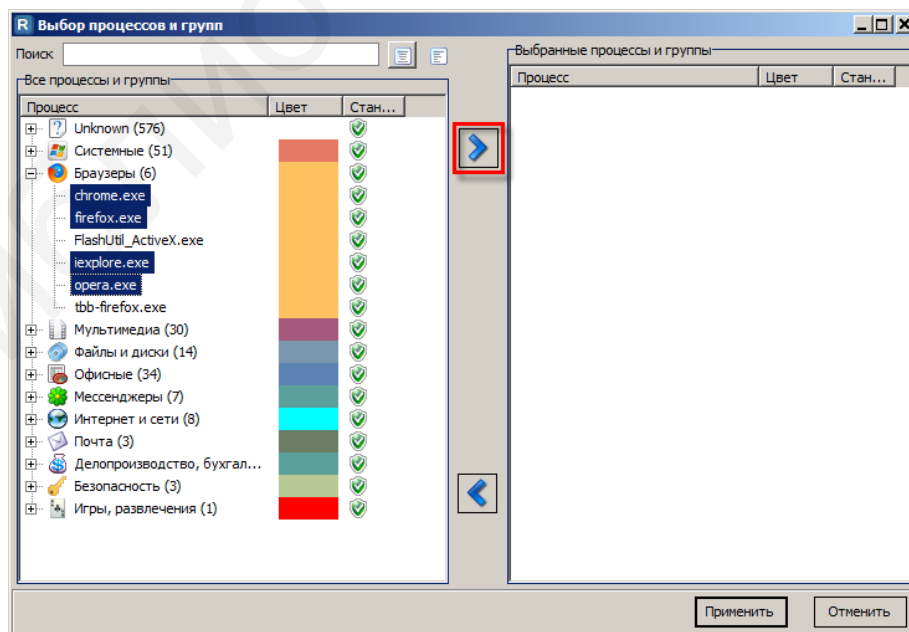 Выбор процессов и групп
Поиск
Все процессы и группы
Процесс Цвет Стан...
Unknown (576)
Системные (51)
Браузеры (6)
chrome.exe
firefox.exe
FlashUtil_ActiveX.exe
iexplore.exe
opera.exe
tbb-firefox.exe
Мультимедиа (30)
Файлы и диски (14)
Офисные (34)
Мессенджеры (7)
Интернет и сети (8)
Почта (3)
Делопроизводство, бухгал...
Безопасность (3)
Игры, развлечения (1)
Выбранные процессы и группы
Процесс Цвет Стан...
Применить Отменить